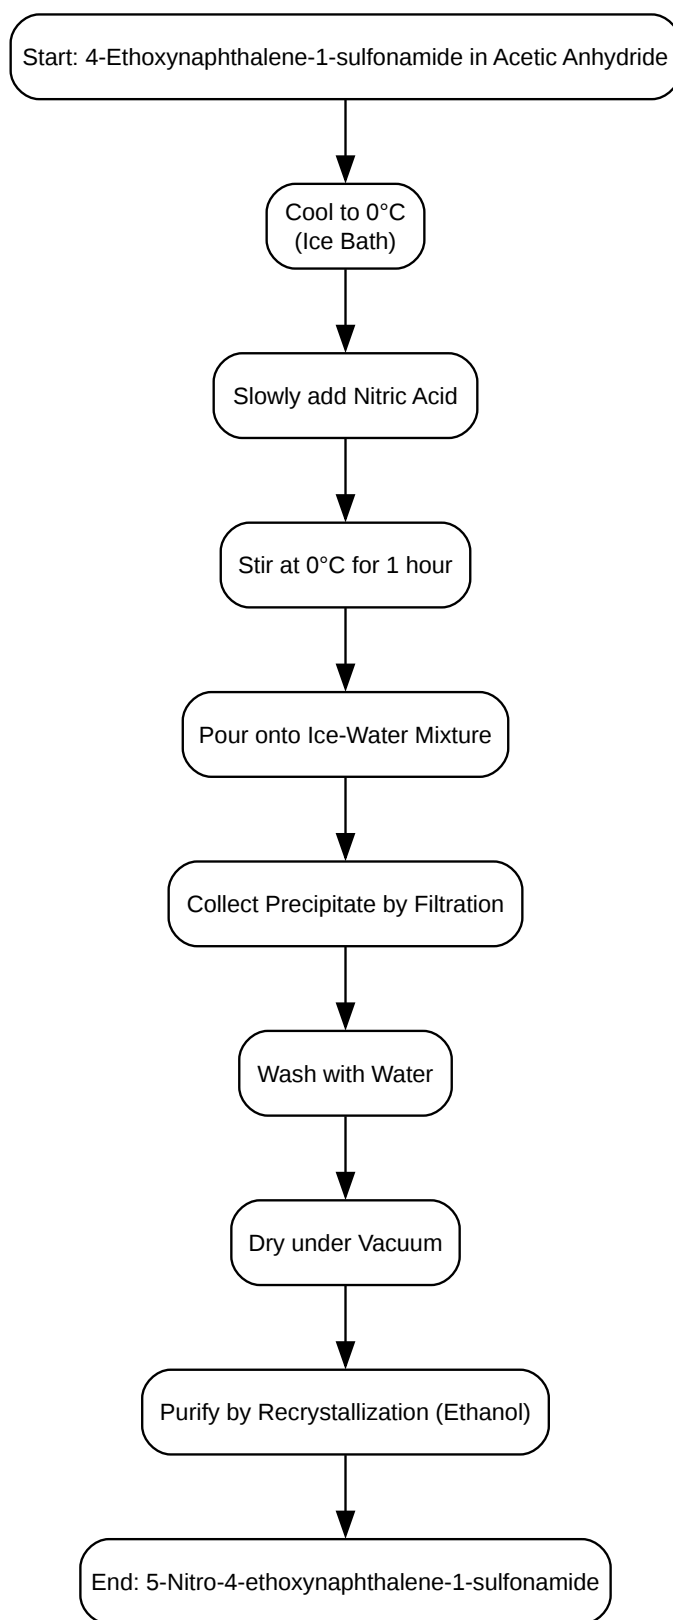 Start: 4-Ethoxynaphthalene-1-sulfonamide in Acetic Anhydride
Cool to 0°C
(Ice Bath)
Slowly add Nitric Acid
Stir at 0°C for 1 hour
Pour onto Ice-Water Mixture
Collect Precipitate by Filtration
Wash with Water
Dry under Vacuum
Purify by Recrystallization (Ethanol)
End: 5-Nitro-4-ethoxynaphthalene-1-sulfonamide